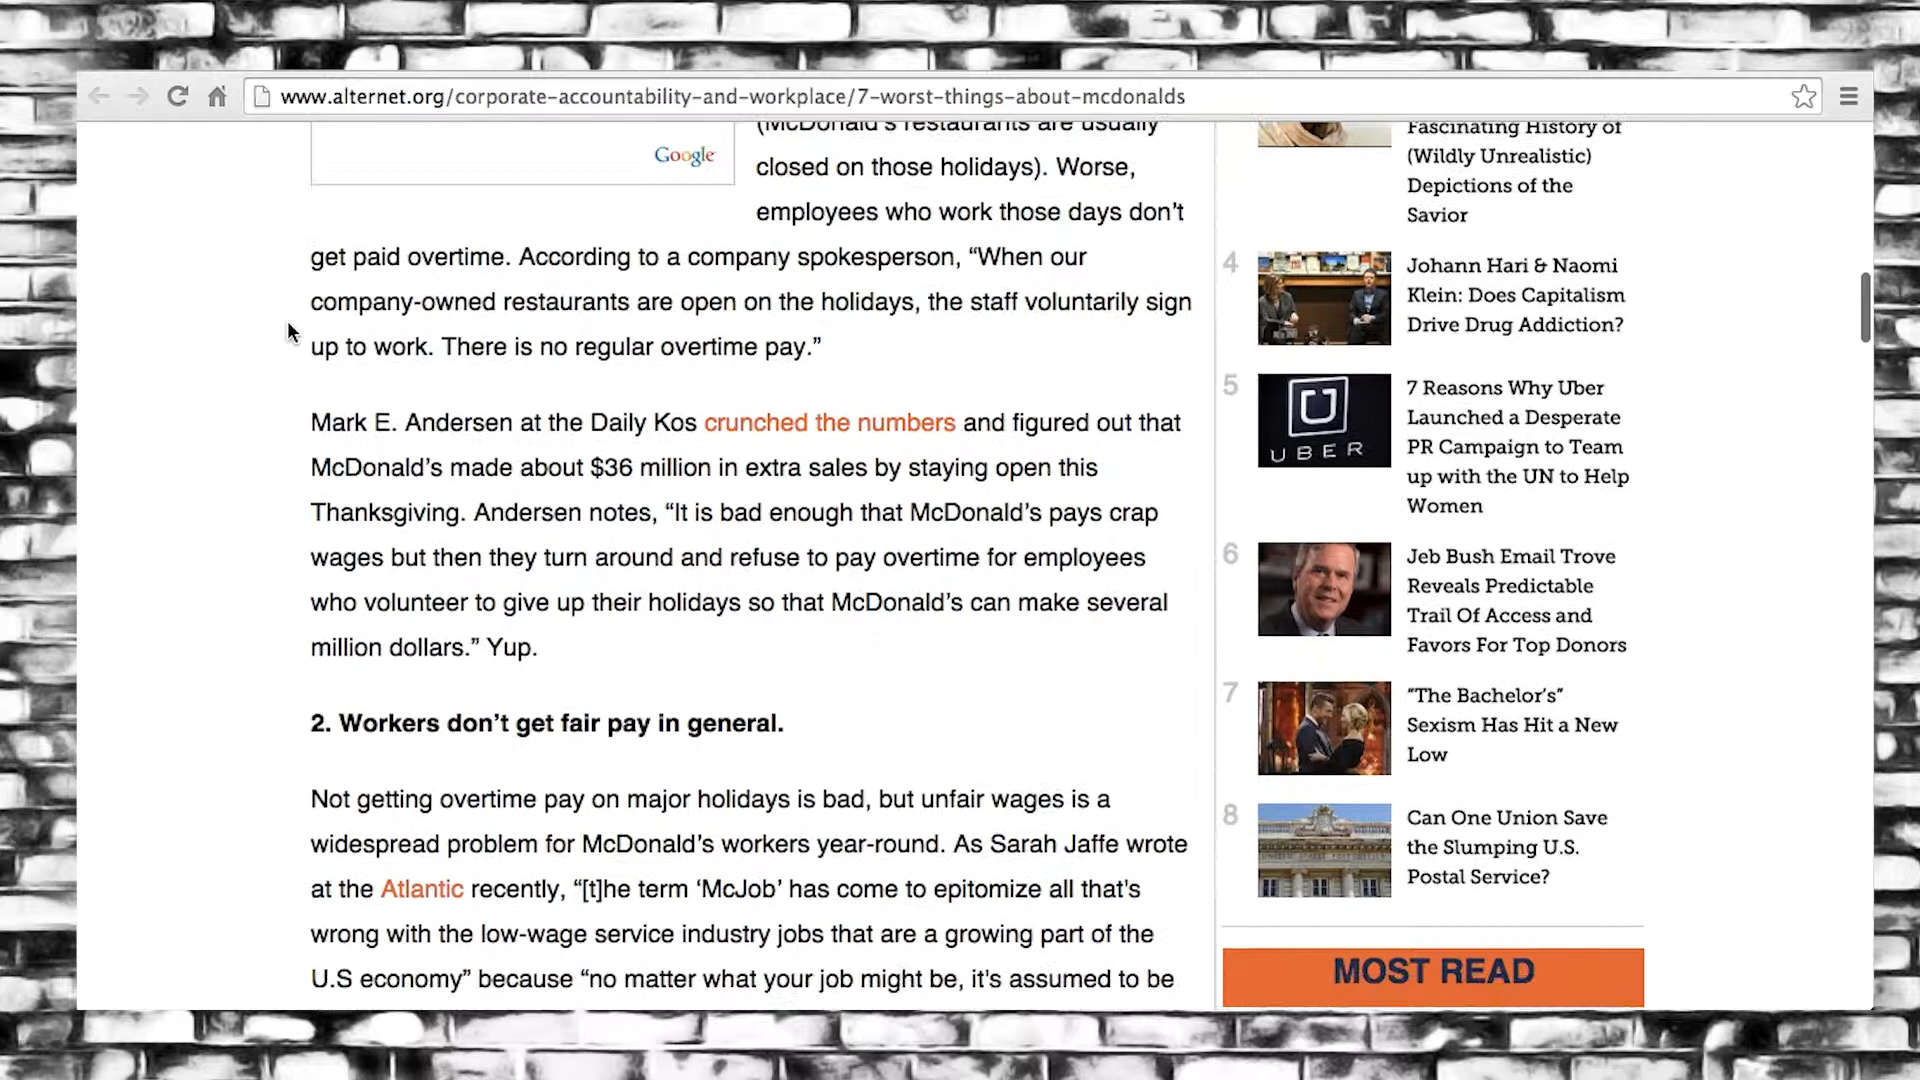 www.alternet.org/corporate-accountability-and-workplace/7-worst-things-about-mcdonalds
Google
(McDonald's restaurants are usually
closed on those holidays). Worse,
employees who work those days don't
get paid overtime. According to a company spokesperson, “When our
company-owned restaurants are open on the holidays, the staff voluntarily sign
up to work. There is no regular overtime pay.”
Mark E. Andersen at the Daily Kos crunched the numbers and figured out that
McDonald’s made about $36 million in extra sales by staying open this
Thanksgiving. Andersen notes, “It is bad enough that McDonald’s pays crap
wages but then they turn around and refuse to pay overtime for employees
who volunteer to give up their holidays so that McDonald’s can make several
million dollars.” Yup.
2. Workers don’t get fair pay in general.
Not getting overtime pay on major holidays is bad, but unfair wages is a
widespread problem for McDonald’s workers year-round. As Sarah Jaffe wrote
at the Atlantic recently, “[t]he term ‘McJob’ has come to epitomize all that's
wrong with the low-wage service industry jobs that are a growing part of the
U.S economy” because “no matter what your job might be, it's assumed to be
Fascinating History of
(Wildly Unrealistic)
Depictions of the
Savior
4
Johann Hari & Naomi
Klein: Does Capitalism
Drive Drug Addiction?
5
UBER
7 Reasons Why Uber
Launched a Desperate
PR Campaign to Team
up with the UN to Help
Women
6
Jeb Bush Email Trove
Reveals Predictable
Trail Of Access and
Favors For Top Donors
7
“The Bachelor’s”
Sexism Has Hit a New
Low
8
Can One Union Save
the Slumping U.S.
Postal Service?
MOST READ